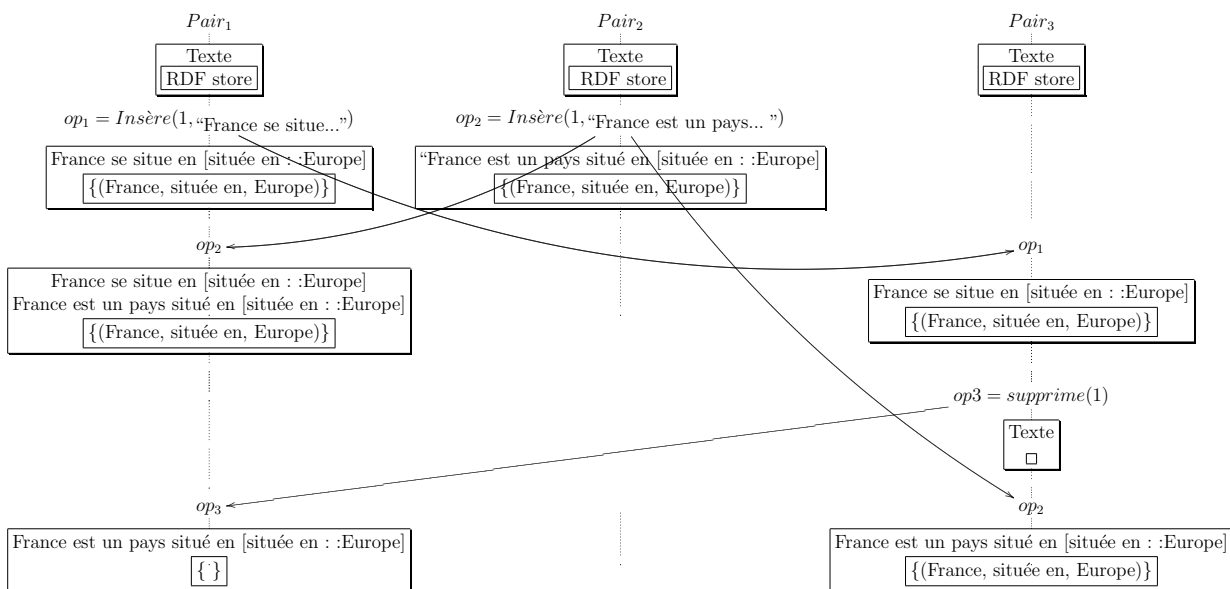 Pair1 Pair2 Pair3
Texte Texte Texte
RDF store RDF store RDF store
op1 = Insère(1, “France se situe...”) op2 = Insère(1, “France est un pays... ”)
France se situe en [située en : :Europe] “France est un pays situé en [située en : :Europe]
{(France, située en, Europe)} {(France, située en, Europe)}
op2 op1
France se situe en [située en : :Europe]
France est un pays situé en [située en : :Europe] France se situe en [située en : :Europe]
{(France, située en, Europe)} {(France, située en, Europe)}
op3 = supprime(1)
Texte
op3 op2
France est un pays situé en [située en : :Europe] France est un pays situé en [située en : :Europe]
{ } {(France, située en, Europe)}